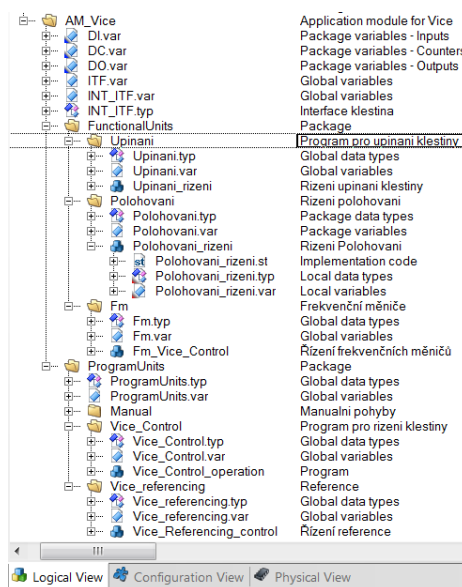 AM_Vice Application module for Vice
DI.var Package variables - Inputs
DC.var Package variables - Counters
DO.var Package variables - Outputs
ITF.var Global variables
INT_ITF.var Global variables
INT_ITF.typ Interface klestina
FunctionalUnits Package
Upinani Program pro upinani klestiny
Upinani.typ Global data types
Upinani.var Global variables
Upinani_rizeni Rizeni upinani klestiny
Polohovani Rizeni polohovani
Polohovani.typ Package data types
Polohovani.var Package variables
Polohovani_rizeni Rizeni Polohovani
st Polohovani_rizeni.st Implementation code
Polohovani_rizeni.typ Local data types
Polohovani_rizeni.var Local variables
Fm Frekvenční měniče
Fm.typ Global data types
Fm.var Global variables
Fm_Vice_Control Řízení frekvenčních měničů
ProgramUnits Package
ProgramUnits.typ Global data types
ProgramUnits.var Global variables
Manual Manualni pohyby
Vice_Control Program pro rizeni klestiny
Vice_Control.typ Global data types
Vice_Control.var Global variables
Vice_Control_operation Program
Vice_referencing Reference
Vice_referencing.typ Global data types
Vice_referencing.var Global variables
Vice_Referencing_control Řízení reference
Logical View Configuration View Physical View